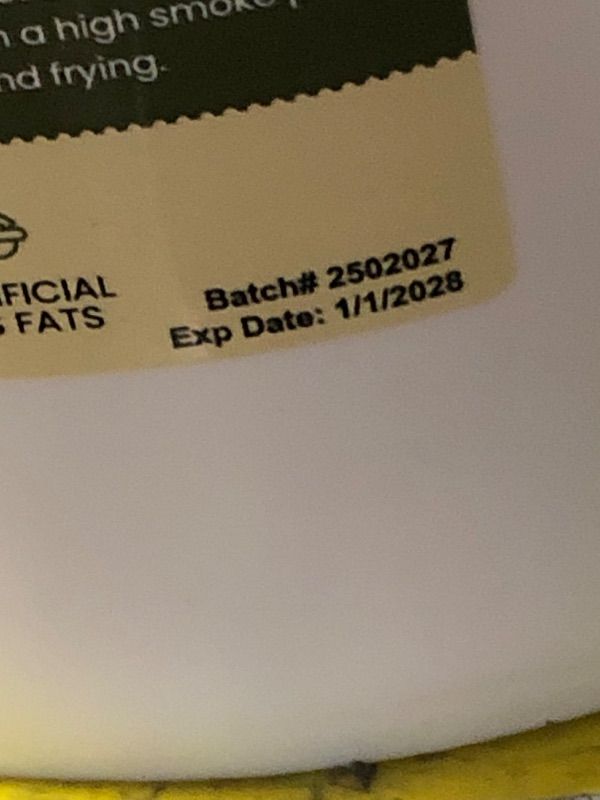 a high smoke
nd frying.
FICIAL
FATS
Batch# 2502027
Exp Date: 1/1/2028